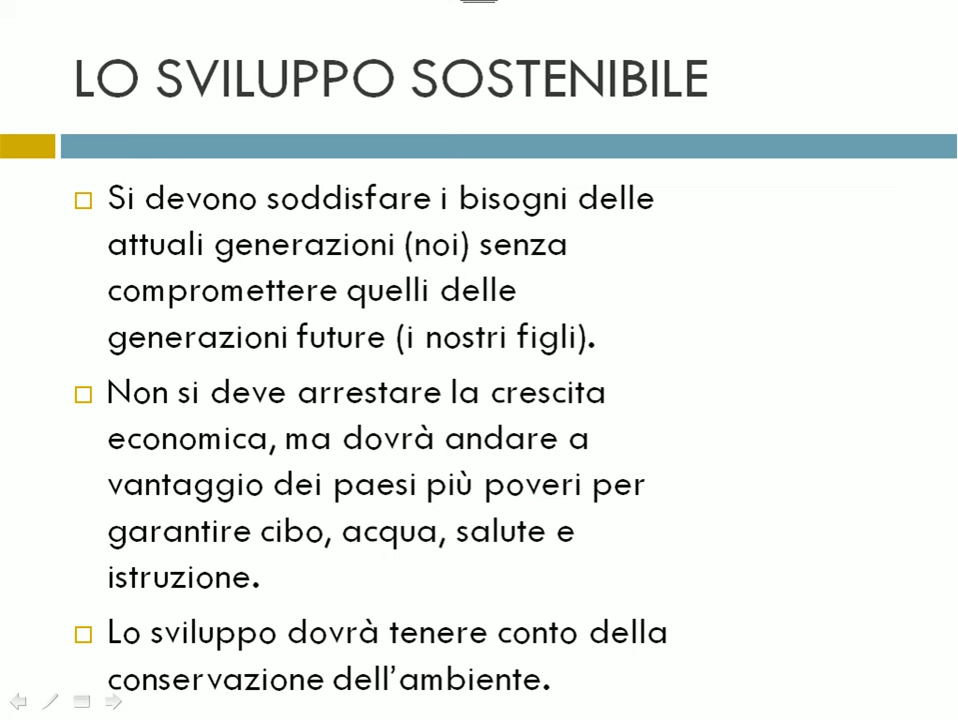 LO SVILUPPO SOSTENIBILE
Si devono soddisfare i bisogni delle
attuali generazioni (noi) senza
compromettere quelli delle
generazioni future (i nostri figli).
Non si deve arrestare la crescita
economica, ma dovrà andare a
vantaggio dei paesi più poveri per
garantire cibo, acqua, salute e
istruzione.
Lo sviluppo dovrà tenere conto della
conservazione dell’ambiente.